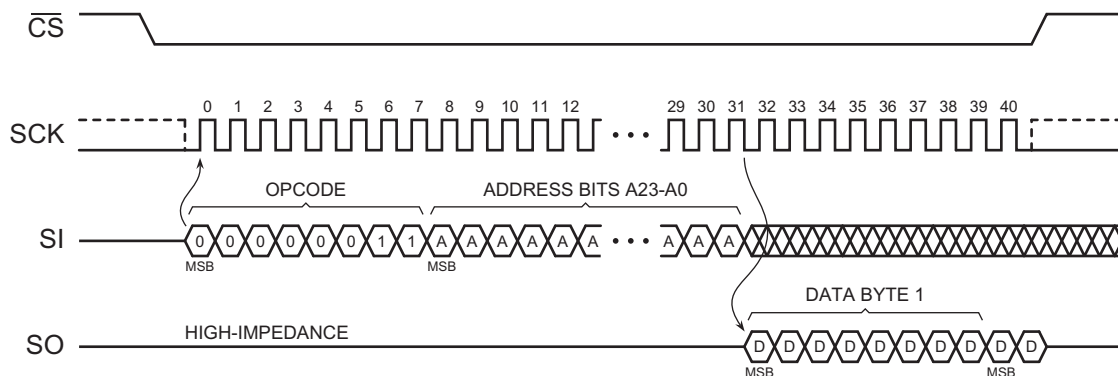 CS
0 1 2 3 4 5 6 7 8 9 10 11 12 29 30 31 32 33 34 35 36 37 38 39 40
SCK
OPCODE ADDRESS BITS A23-A0
SI 0 0 0 0 0 0 1 1 A A A A A A A A A
MSB MSB
DATA BYTE 1
HIGH-IMPEDANCE
SO D D D D D D D D D D
MSB MSB